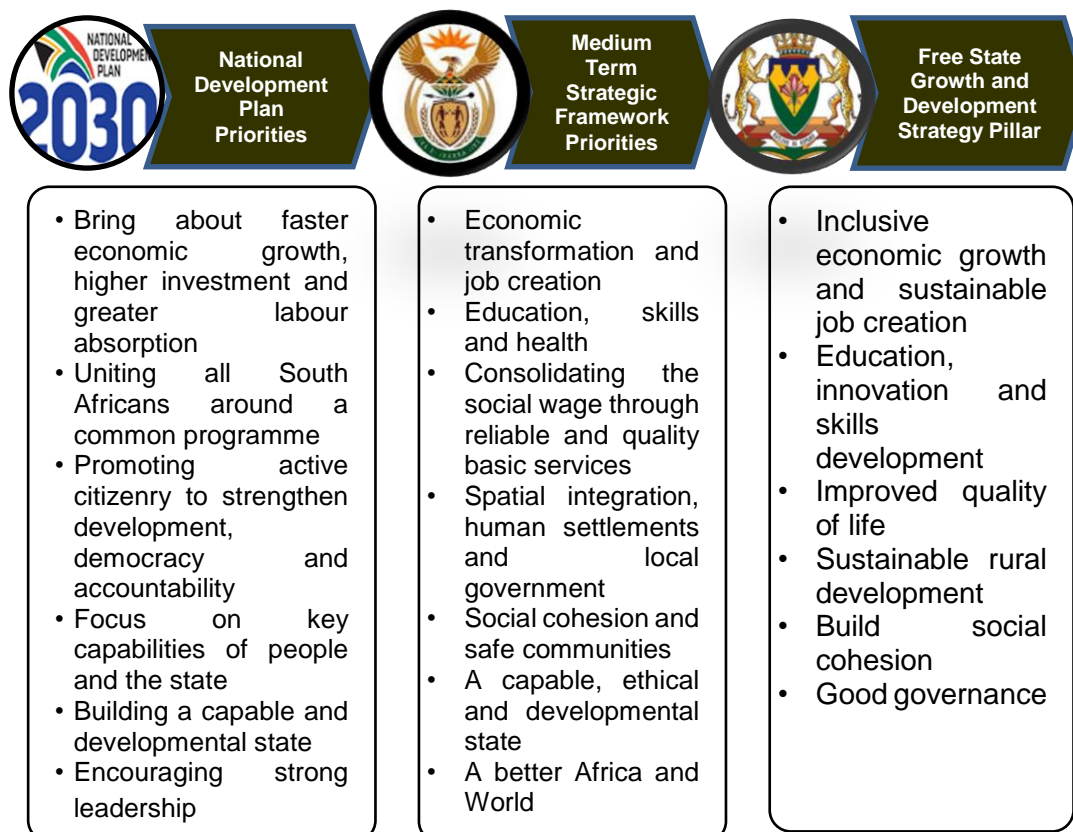 NATIONAL
DEVELOPMEN
PLAN
2030
National
Development
Plan
Priorities
Medium
Term
Strategic
Framework
Priorities
Free State
Growth and
Development
Strategy Pillar
• Bring about faster
economic growth,
higher investment and
greater labour
absorption
• Uniting all South
Africans around a
common programme
• Promoting active
citizenry to strengthen
development,
democracy and
accountability
• Focus on key
capabilities of people
and the state
• Building a capable and
developmental state
• Encouraging strong
leadership
• Economic
transformation and
job creation
• Education, skills
and health
• Consolidating the
social wage through
reliable and quality
basic services
• Spatial integration,
human settlements
and local
government
• Social cohesion and
safe communities
• A capable, ethical
and developmental
state
• A better Africa and
World
• Inclusive
economic growth
and sustainable
job creation
• Education,
innovation and
skills
development
• Improved quality
of life
• Sustainable rural
development
• Build social
cohesion
• Good governance